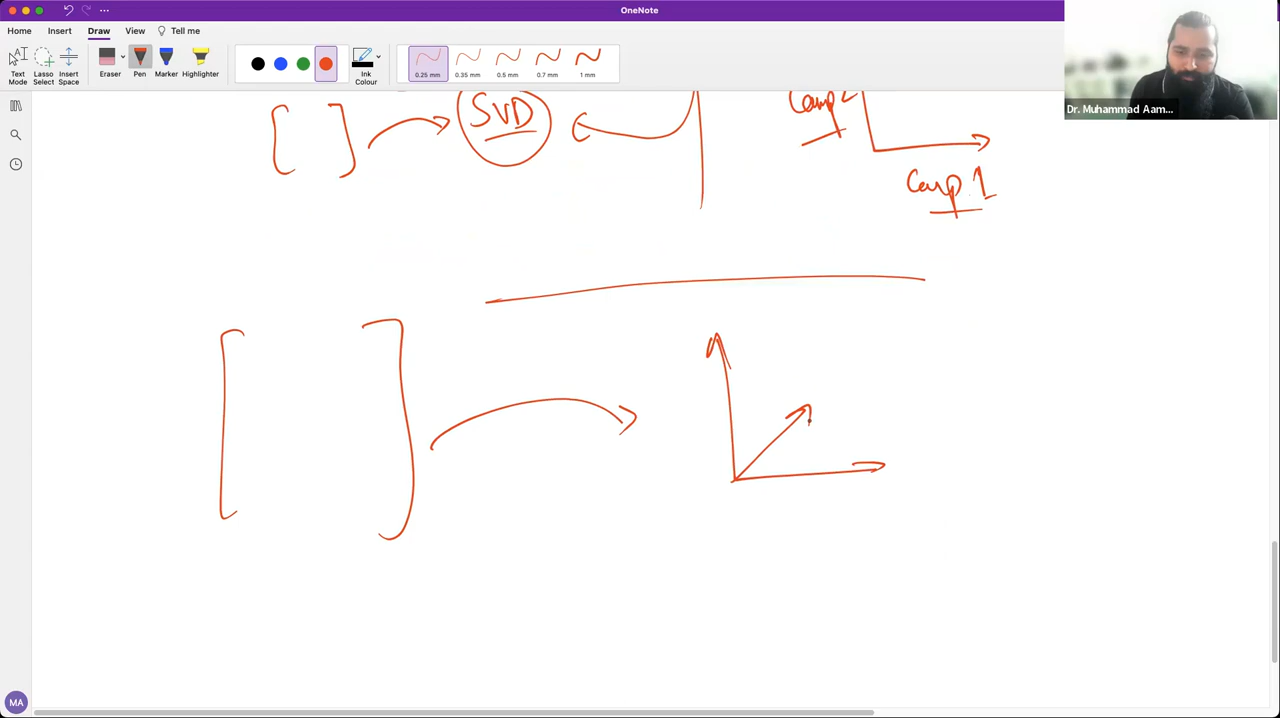 OneNote
Home Insert Draw View Tell me
Text Mode
Lasso Select
Insert Space
Eraser
Pen
Marker
Highlighter
Ink Colour
0.25 mm
0.35 mm
0.5 mm
0.7 mm
1 mm
Dr. Muhammad Aam...
SVD
Comp 2
Comp 1
MA